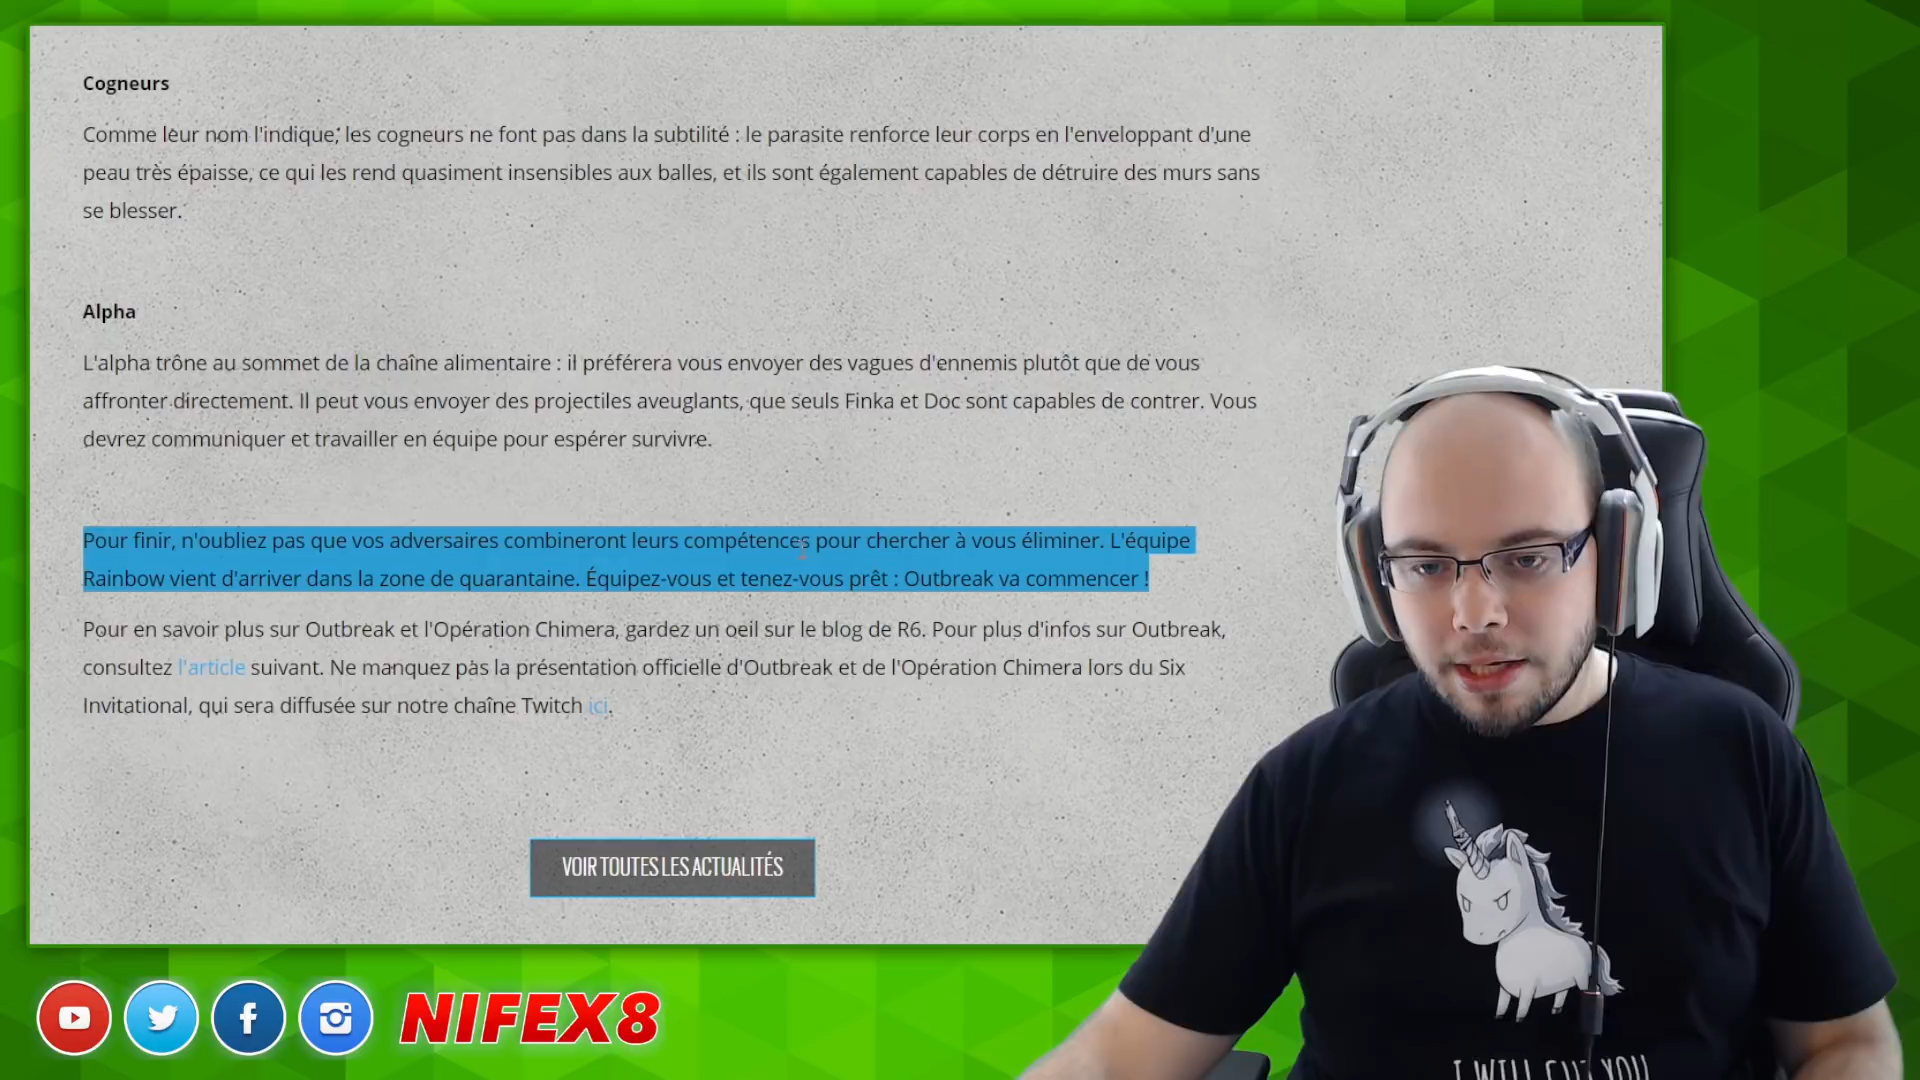 Cogneurs
Comme leur nom l'indique, les cogneurs ne font pas dans la subtilité : le parasite renforce leur corps en l'enveloppant d'une
peau très épaisse, ce qui les rend quasiment insensibles aux balles, et ils sont également capables de détruire des murs sans
se blesser.
Alpha
L'alpha trône au sommet de la chaîne alimentaire : il préférera vous envoyer des vagues d'ennemis plutôt que de vous
affronter directement. Il peut vous envoyer des projectiles aveuglants, que seuls Finka et Doc sont capables de contrer. Vous
devrez communiquer et travailler en équipe pour espérer survivre.
Pour finir, n'oubliez pas que vos adversaires combineront leurs compétences pour chercher à vous éliminer. L'équipe
Rainbow vient d'arriver dans la zone de quarantaine. Équipez-vous et tenez-vous prêt : Outbreak va commencer !
Pour en savoir plus sur Outbreak et l'Opération Chimera, gardez un oeil sur le blog de R6. Pour plus d'infos sur Outbreak,
consultez l'article suivant. Ne manquez pas la présentation officielle d'Outbreak et de l'Opération Chimera lors du Six
Invitational, qui sera diffusée sur notre chaîne Twitch ici.
VOIR TOUTES LES ACTUALITÉS
NIFEX8
I WILL CUT YOU